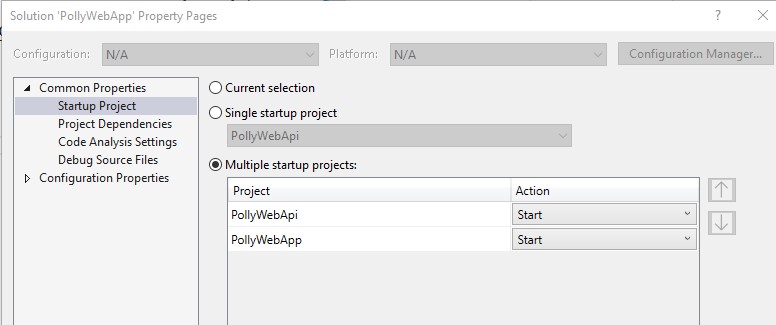 Solution 'PollyWebApp' Property Pages
?
Configuration: N/A Platform: N/A Configuration Manager...
Common Properties
Startup Project
Project Dependencies
Code Analysis Settings
Debug Source Files
Configuration Properties
Current selection
Single startup project
PollyWebApi
Multiple startup projects:
Project Action
PollyWebApi Start
PollyWebApp Start